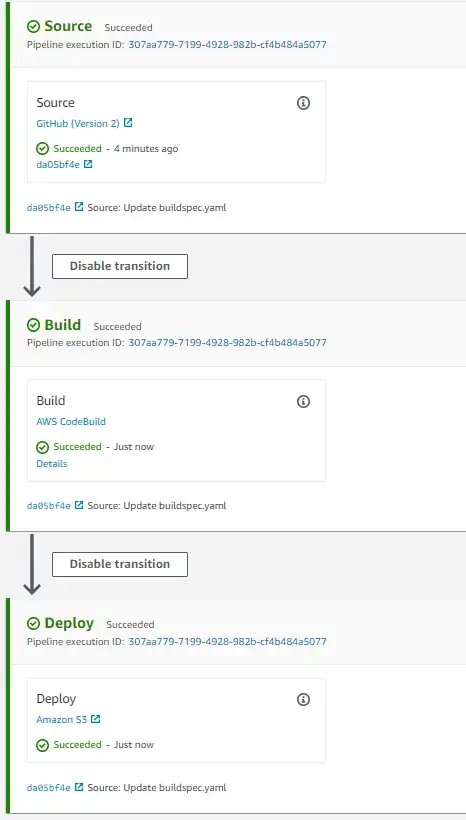 Source Succeeded
Pipeline execution ID: 307aa779-7199-4928-982b-cf4b484a5077
Source
GitHub (Version 2)
Succeeded - 4 minutes ago
da05bf4e
da05bf4e Source: Update buildspec.yaml
Disable transition
Build Succeeded
Pipeline execution ID: 307aa779-7199-4928-982b-cf4b484a5077
Build
AWS CodeBuild
Succeeded - Just now
Details
da05bf4e Source: Update buildspec.yaml
Disable transition
Deploy Succeeded
Pipeline execution ID: 307aa779-7199-4928-982b-cf4b484a5077
Deploy
Amazon S3
Succeeded - Just now
da05bf4e Source: Update buildspec.yaml